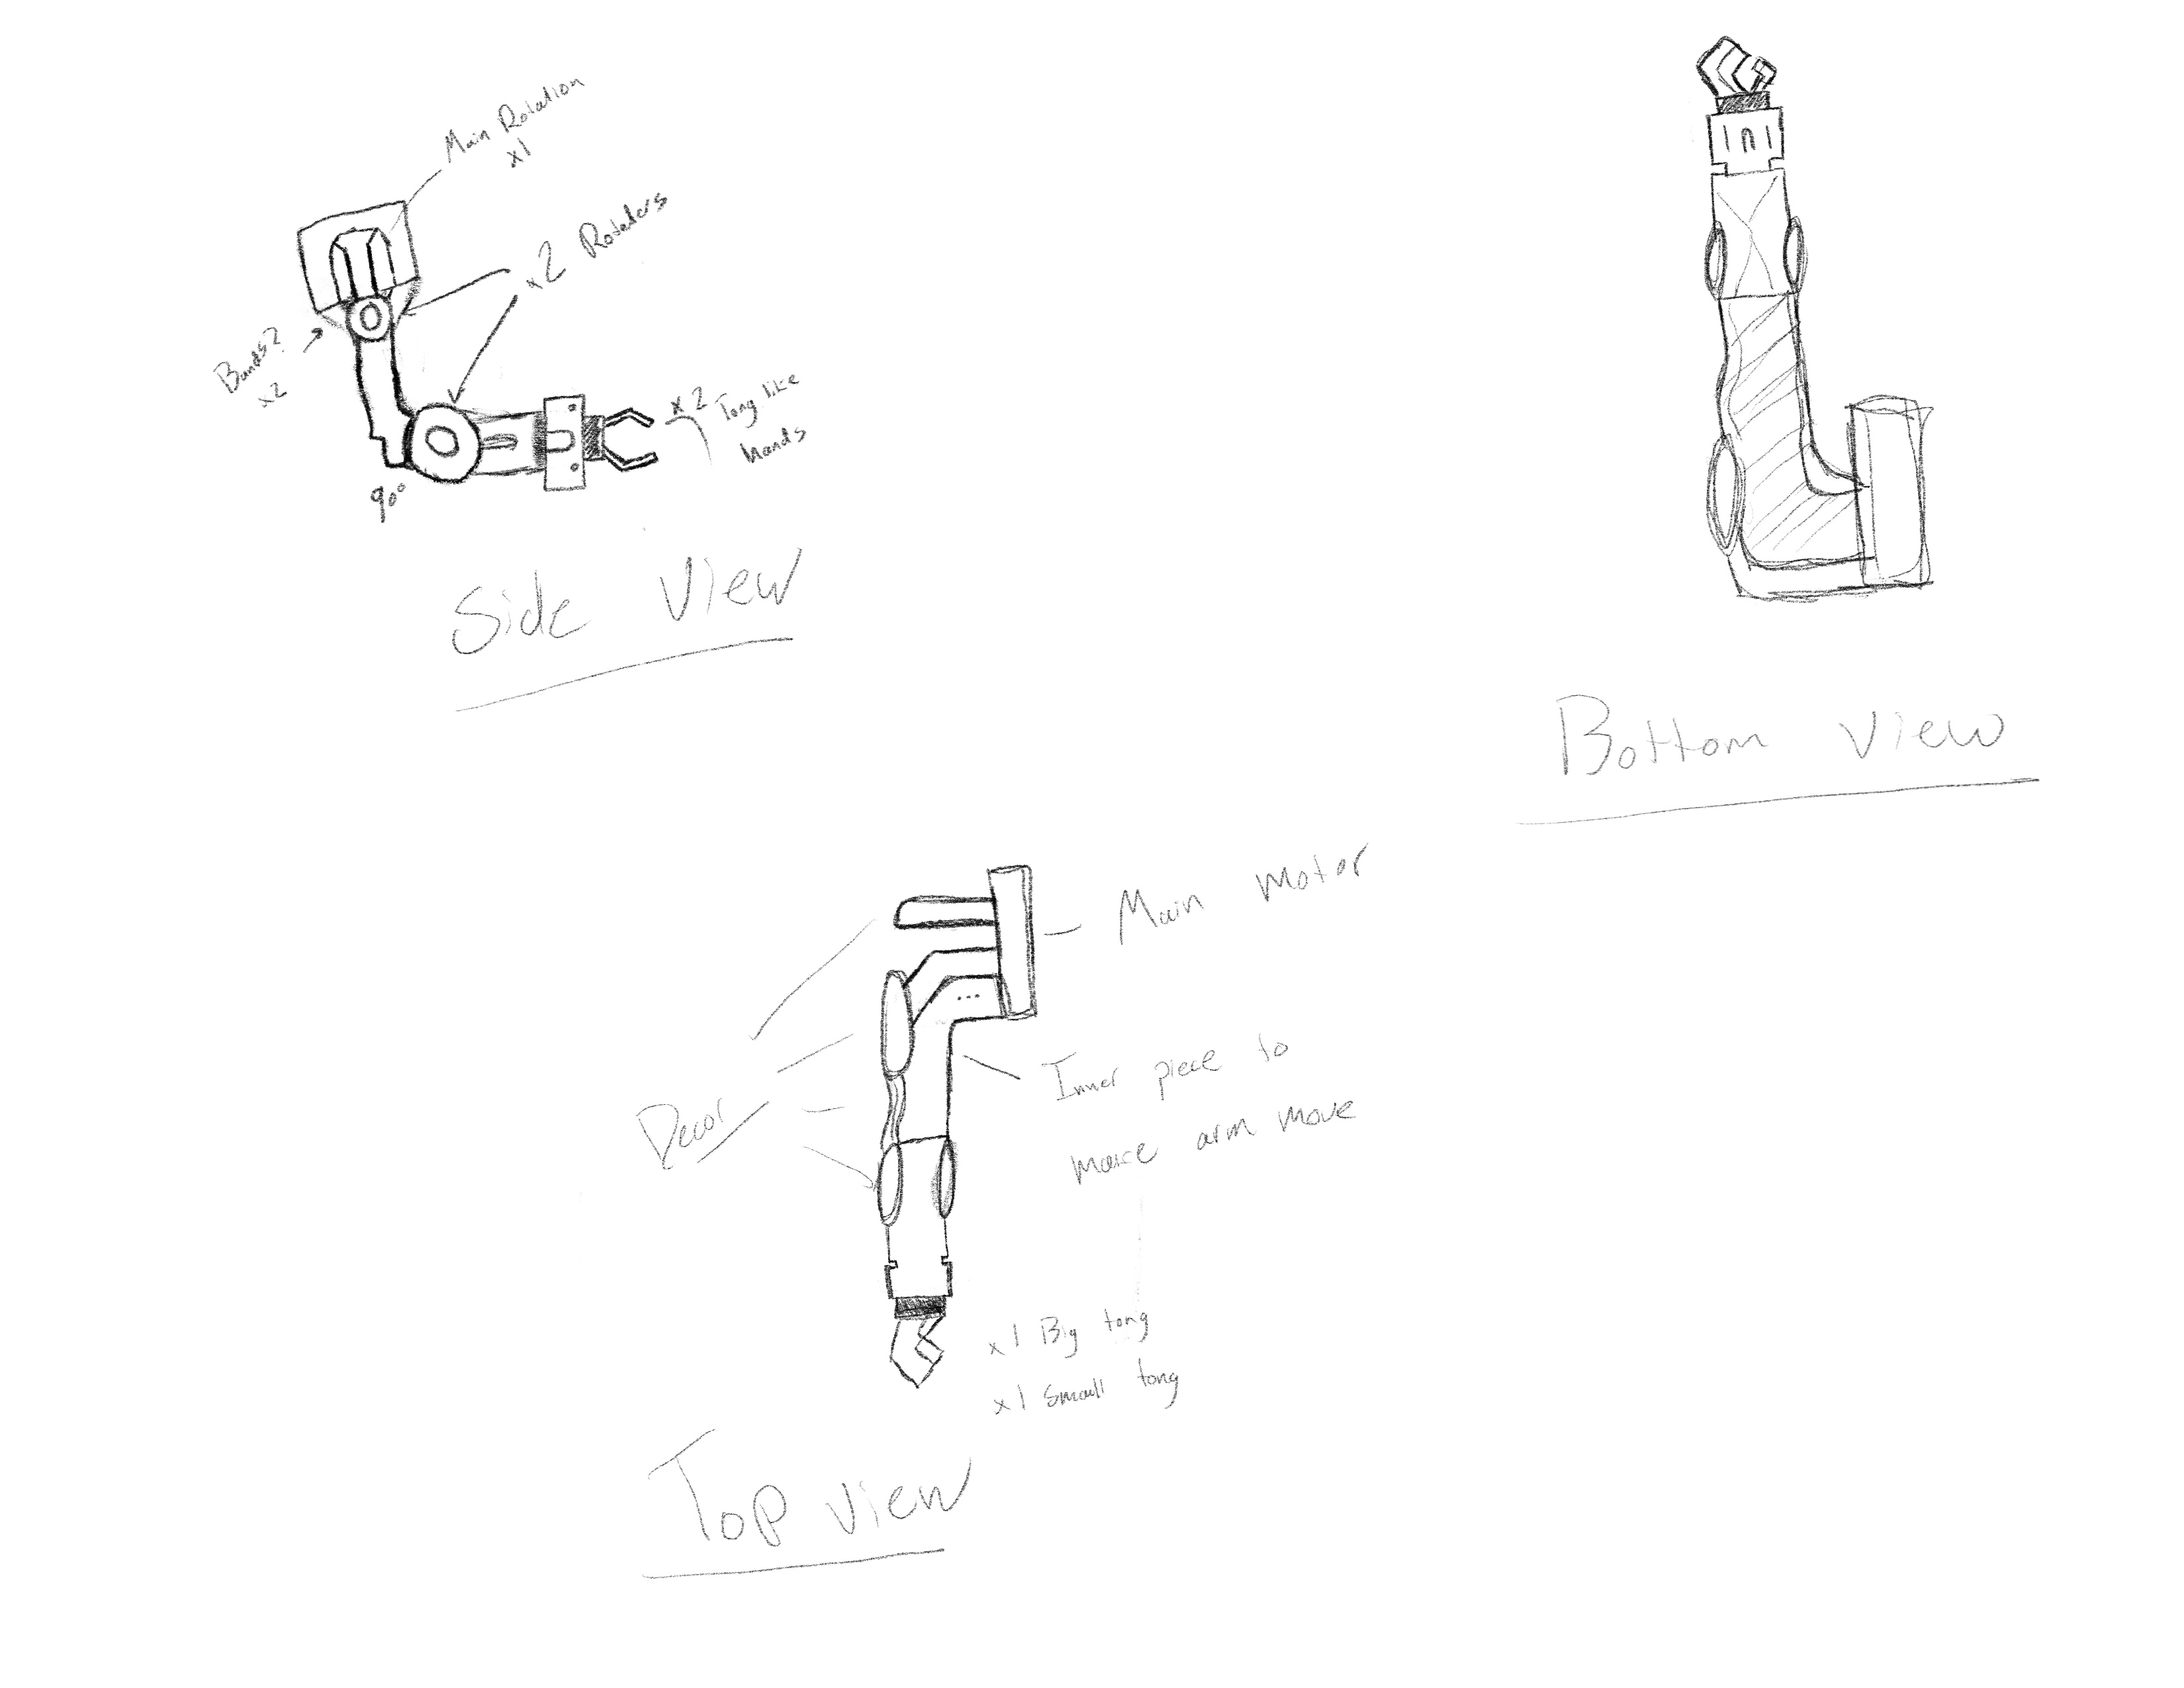 Main Rotation
x1
x2 Rotaters
Bands?
x2
x2 Tong like
hands
90°
Side View
Bottom View
Main Motor
Decor
Inner piece to
make arm move
x1 Big tong
x1 Small tong
Top View